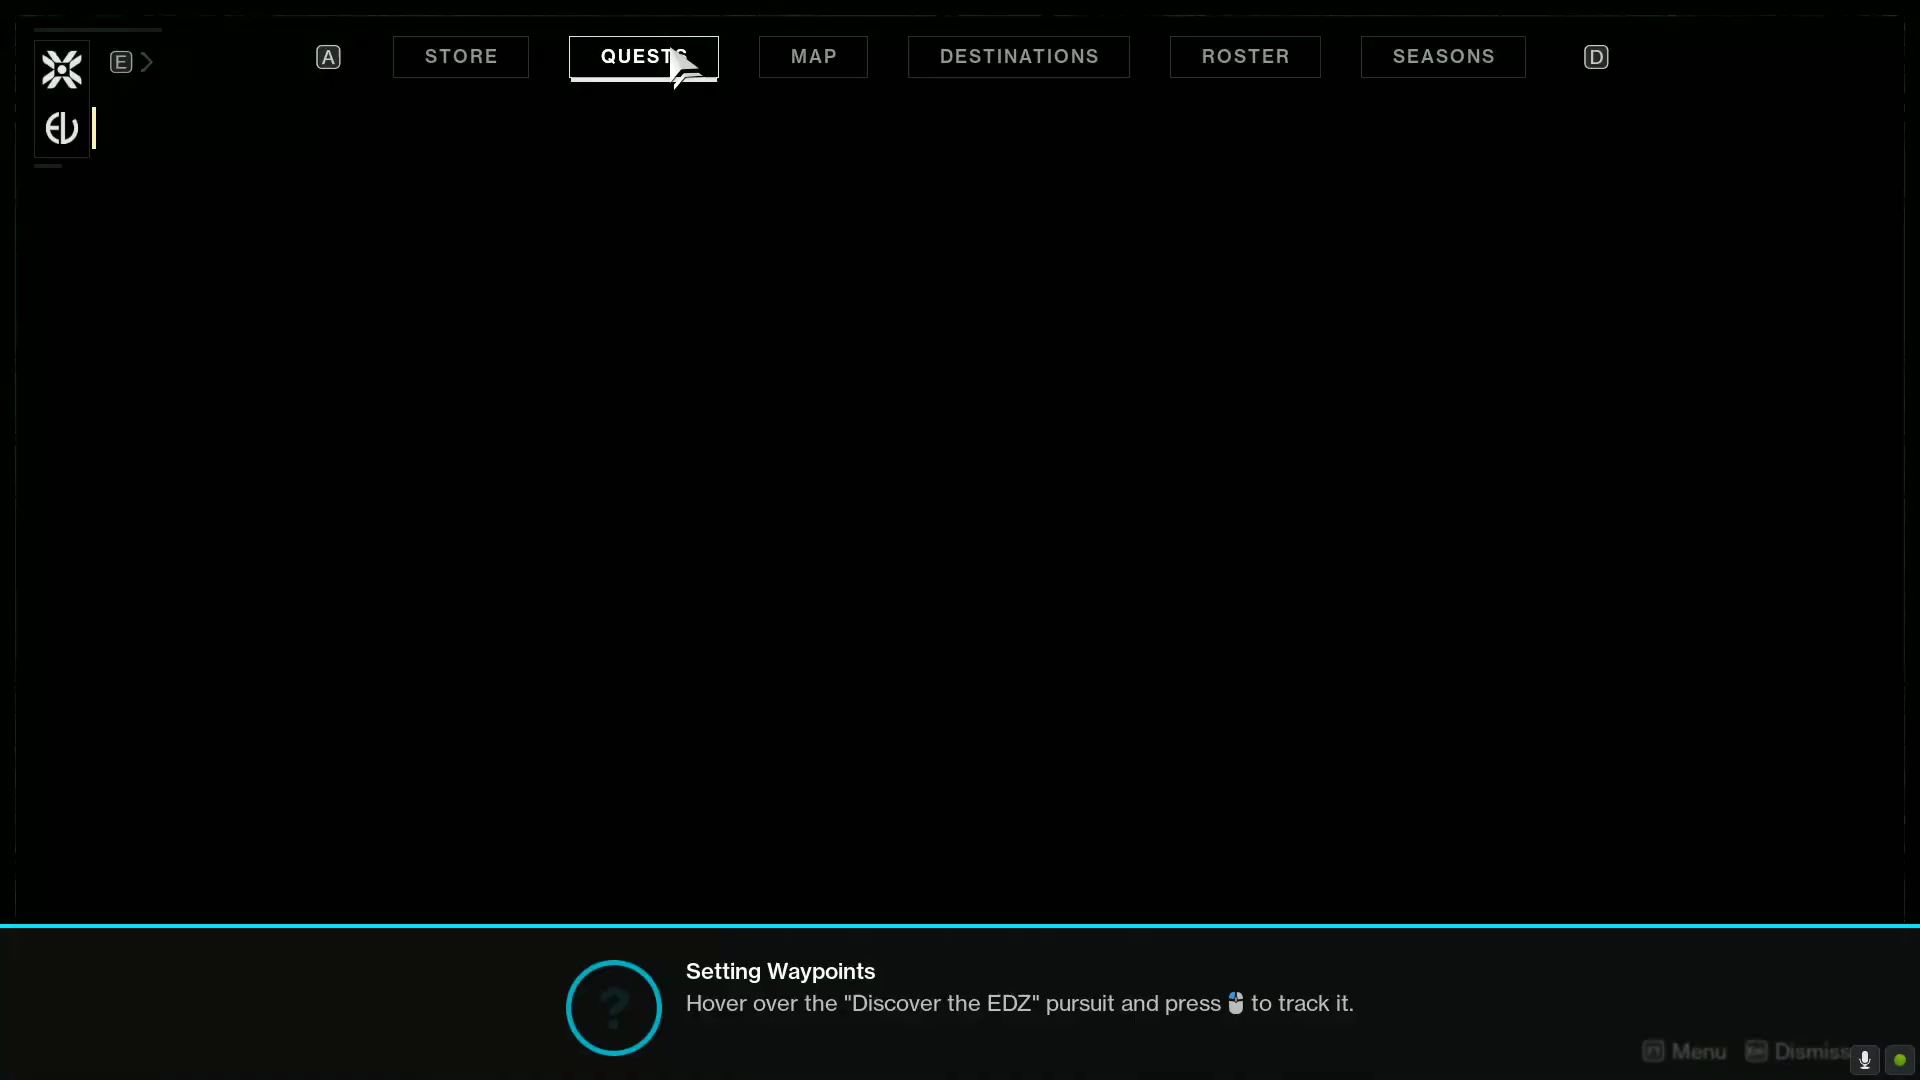 E
A
STORE
QUESTS
MAP
DESTINATIONS
ROSTER
SEASONS
D
Setting Waypoints
Hover over the "Discover the EDZ" pursuit and press to track it.
Menu
Dismiss